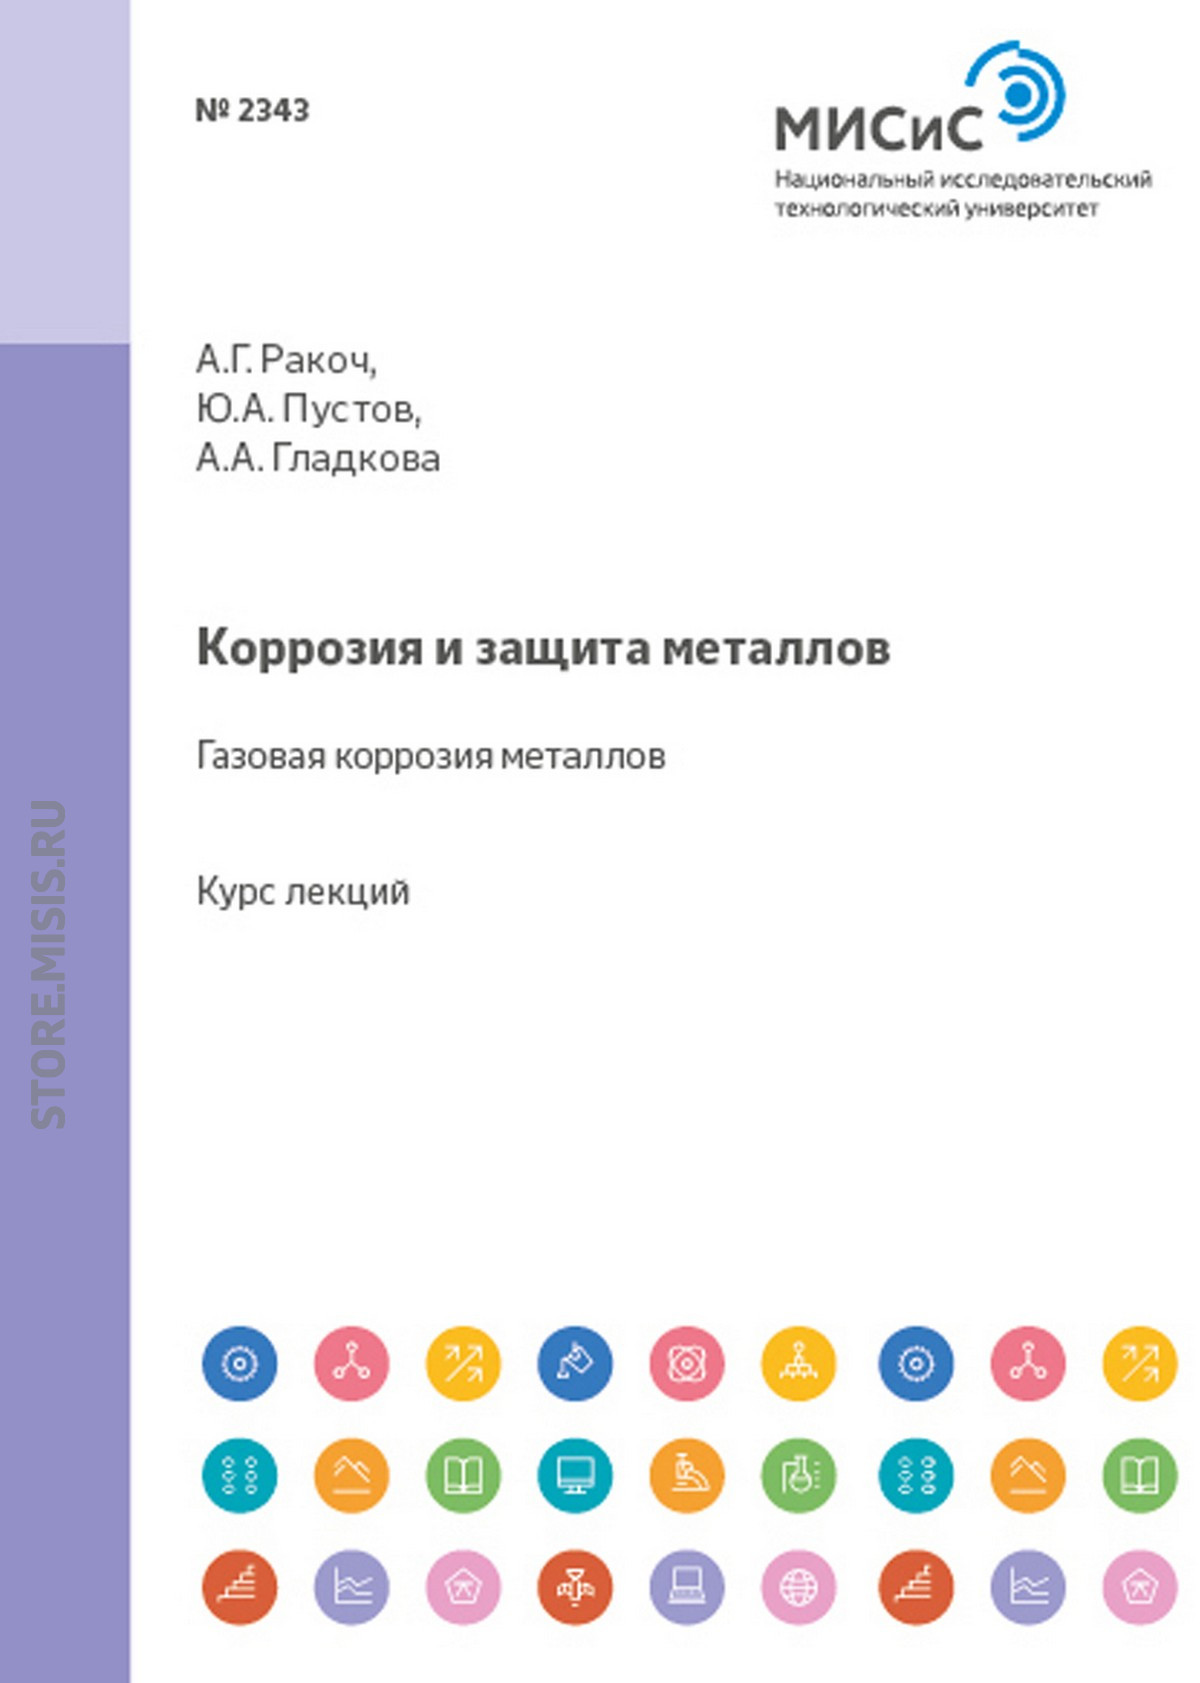 № 2343
МИСиС
Национальный исследовательский
технологический университет
А.Г. Ракоч,
Ю.А. Пустов,
А.А. Гладкова
Коррозия и защита металлов
Газовая коррозия металлов
Курс лекций
STORE.MISIS.RU